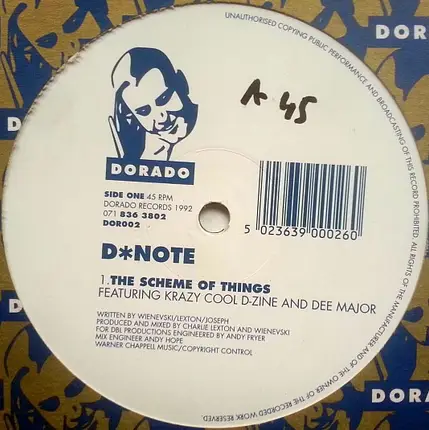 UNAUTHORISED COPYING PUBLIC PERFORMANCE AND BROADCASTING OF THIS RECORD PROHIBITED. ALL RIGHTS OF THE MANUFACTURER AND OF THE OWNER OF THE RECORDED WORK RESERVED.
A 45
DORADO
SIDE ONE 45 RPM
DORADO RECORDS 1992
071 836 3802
DOR002
5 023639 000260
D*NOTE
1.THE SCHEME OF THINGS
FEATURING KRAZY COOL D-ZINE AND DEE MAJOR
WRITTEN BY WIENEVSKI/LEXTON/JOSEPH
PRODUCED AND MIXED BY CHARLIE LEXTON AND WIENEVSKI
FOR DBL PRODUCTIONS ENGINEERED BY ANDY FRYER
MIX ENGINEER ANDY HOPE
WARNER CHAPPELL MUSIC/COPYRIGHT CONTROL
DORADO
DORADO
DO